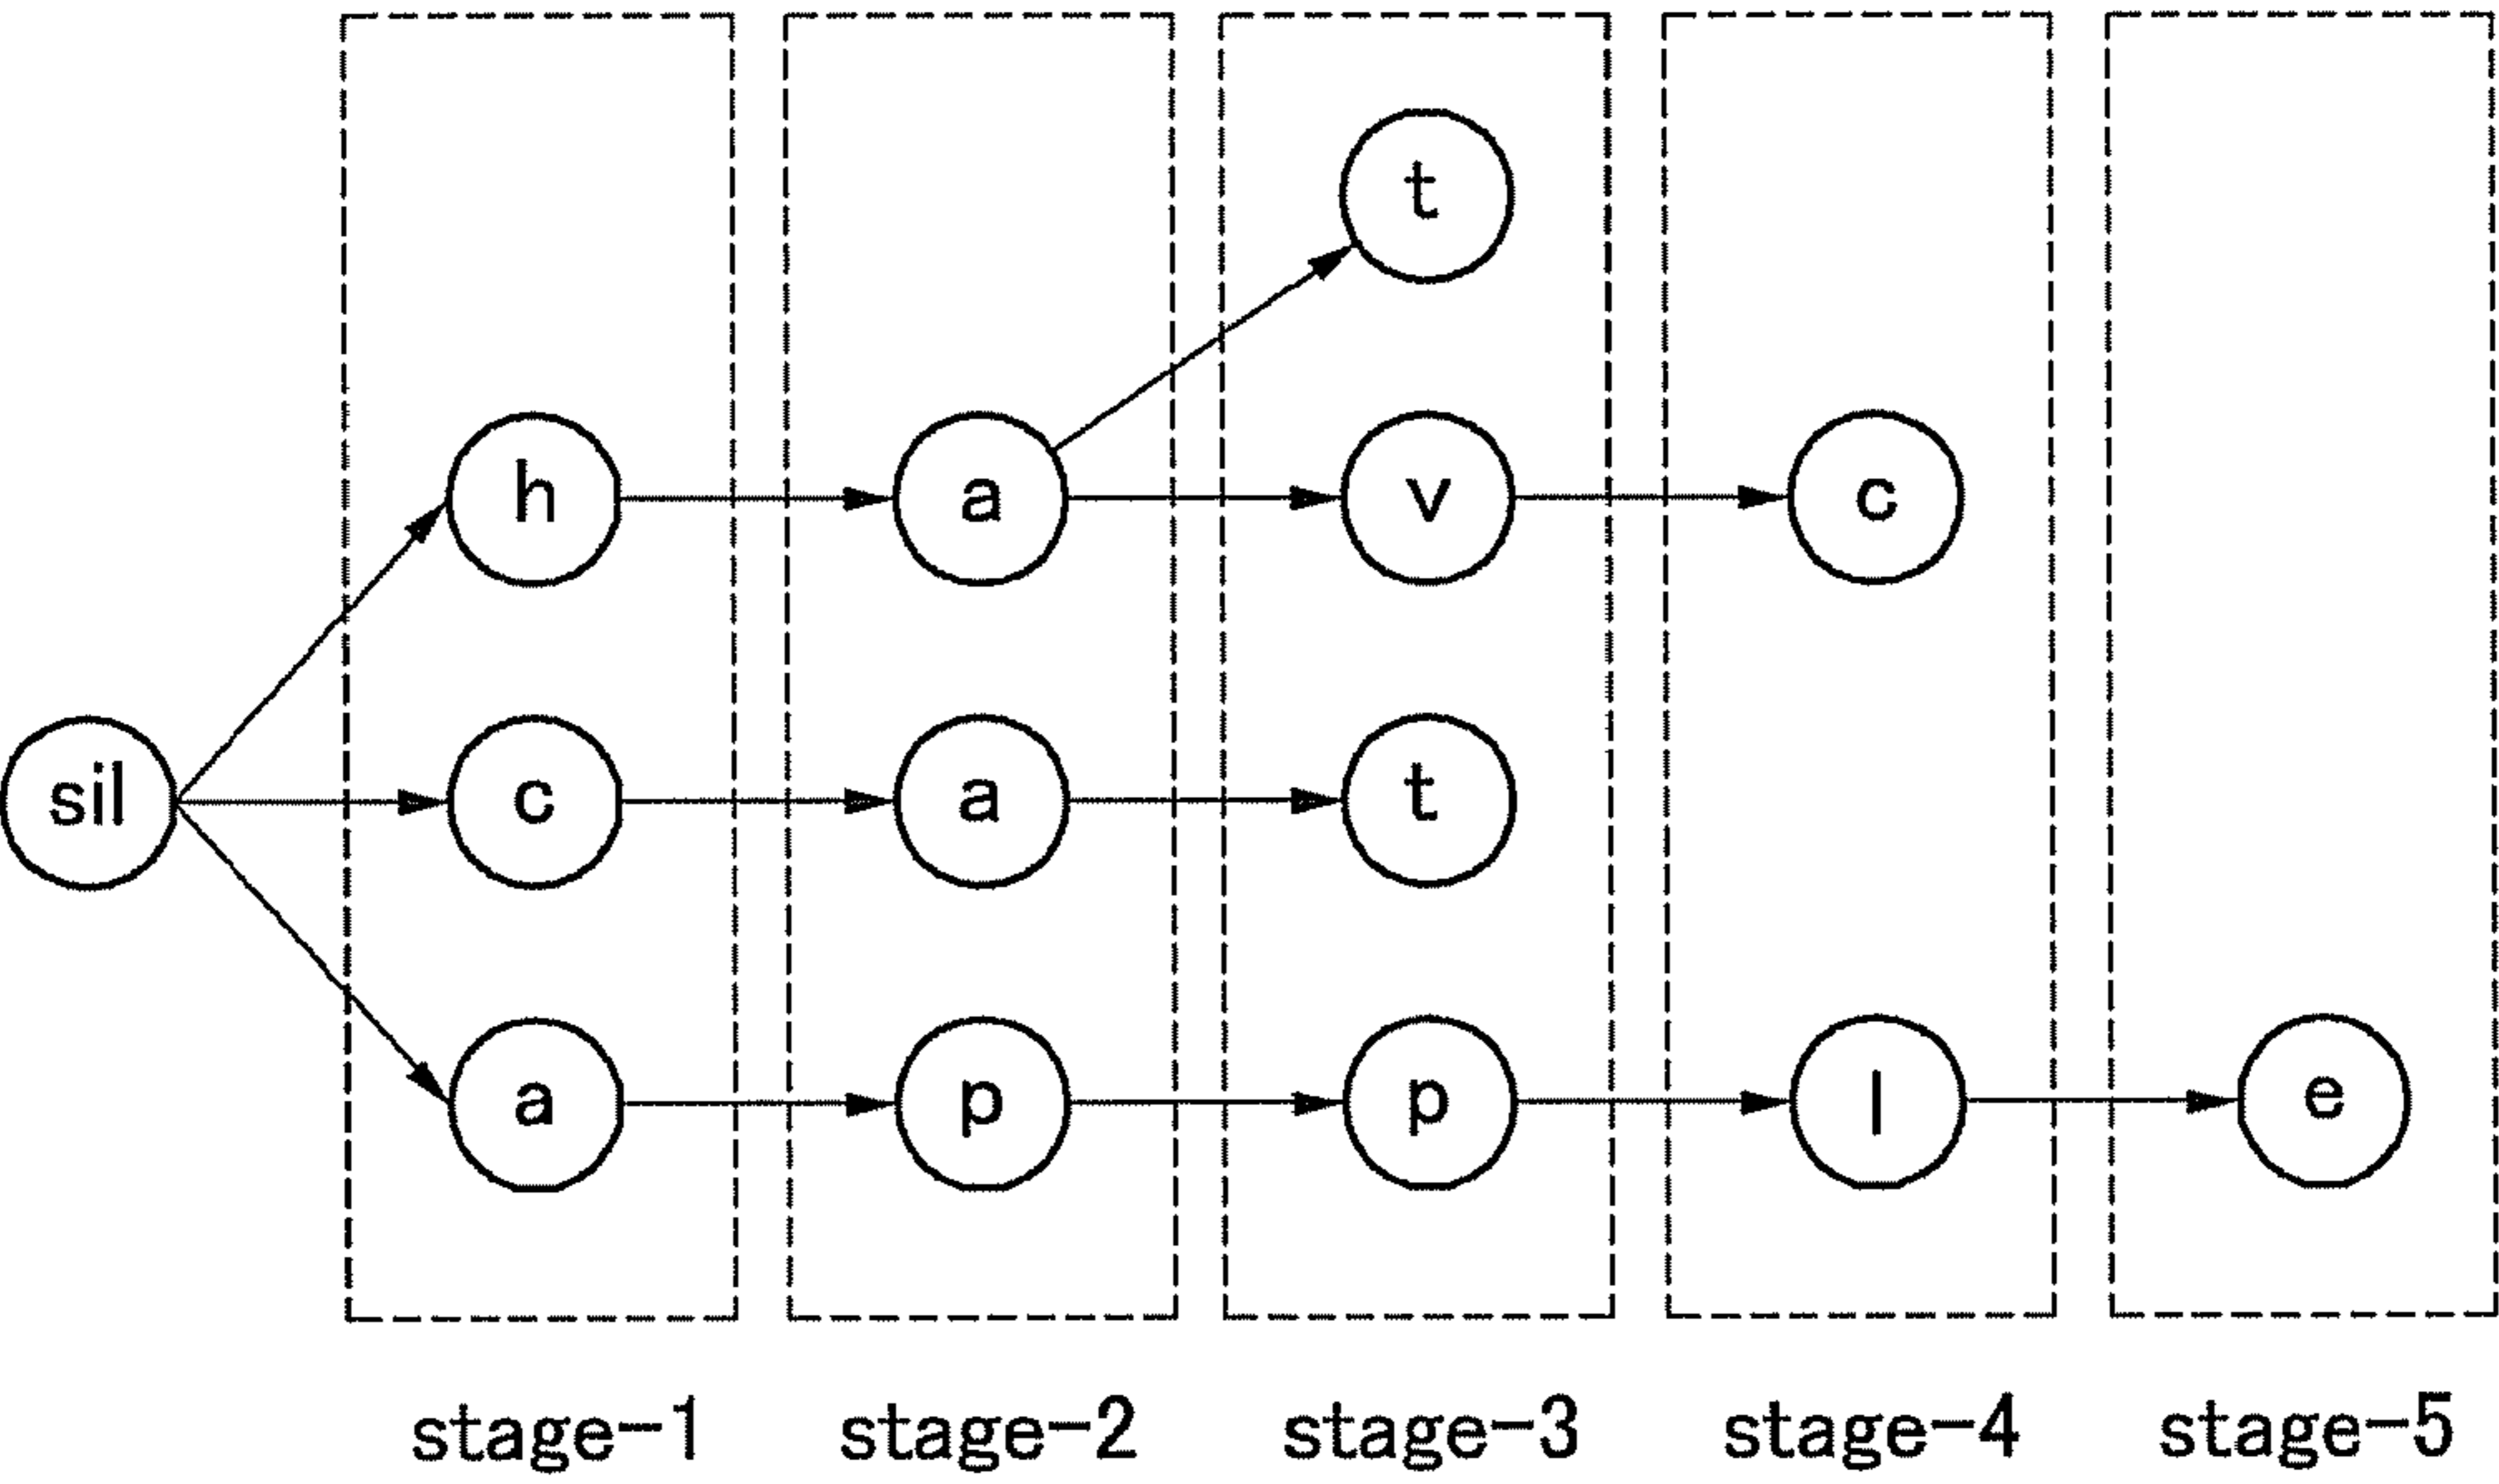 t
h a v c
sil c a t
a p p l e
stage-1 stage-2 stage-3 stage-4 stage-5